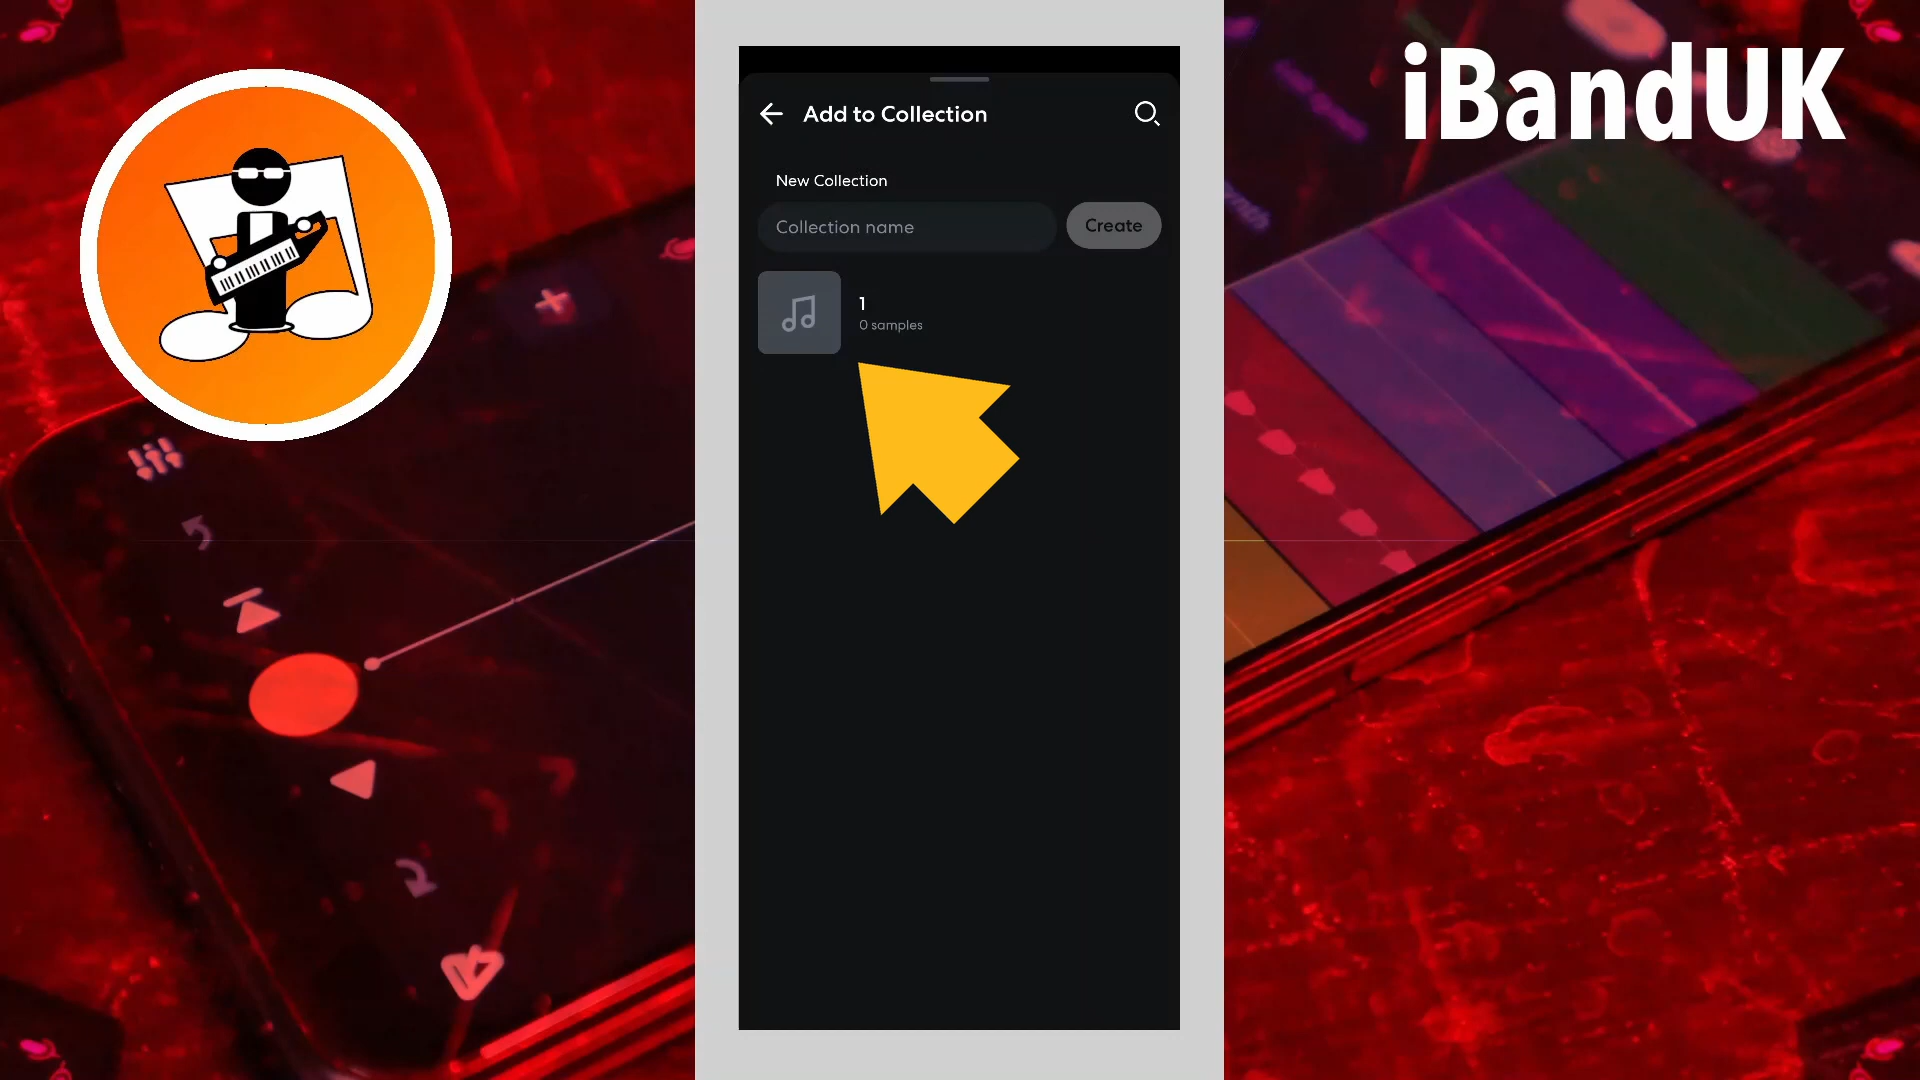 iBandUK
Add to Collection
New Collection
Collection name
Create
1
0 samples